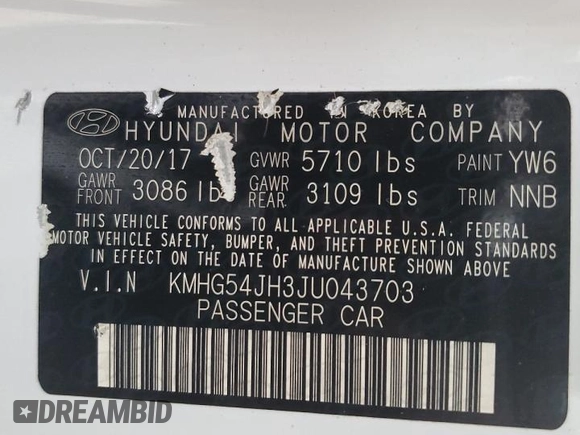 MANUFACTURED IN KOREA BY
HYUNDAI MOTOR COMPANY
OCT/20/17 GVWR 5710 lbs PAINT YW6
GAWR FRONT 3086 lb GAWR REAR 3109 lbs TRIM NNB
THIS VEHICLE CONFORMS TO ALL APPLICABLE U.S.A. FEDERAL
MOTOR VEHICLE SAFETY, BUMPER, AND THEFT PREVENTION STANDARDS
IN EFFECT ON THE DATE OF MANUFACTURE SHOWN ABOVE
V.I.N KMHG54JH3JU043703
PASSENGER CAR
DREAMBID